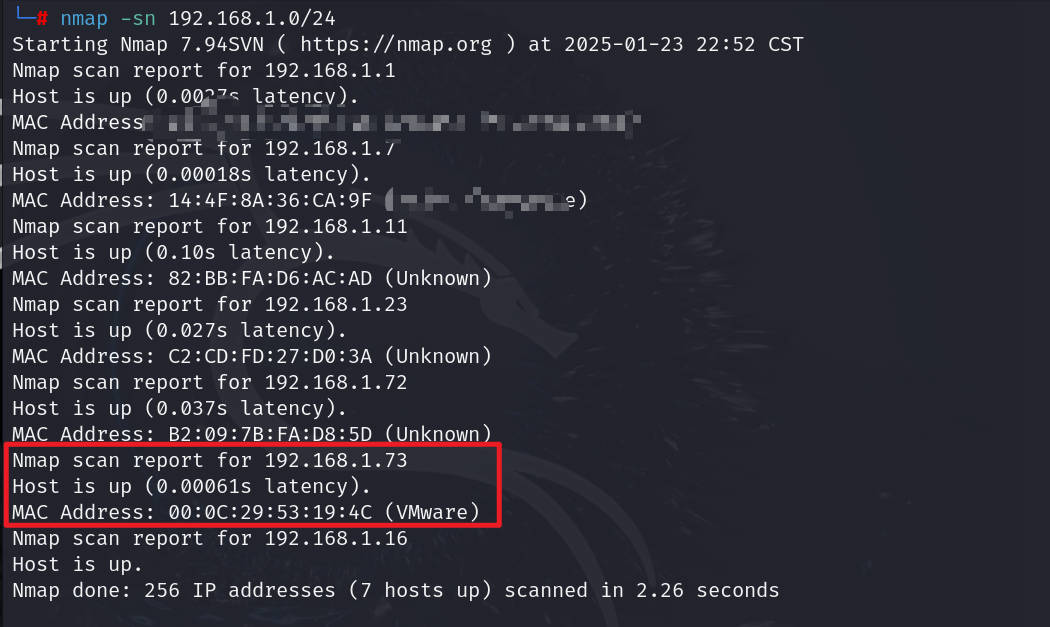 └─# nmap -sn 192.168.1.0/24
Starting Nmap 7.94SVN ( https://nmap.org ) at 2025-01-23 22:52 CST
Nmap scan report for 192.168.1.1
Host is up (0.0027s latency).
MAC Address
Nmap scan report for 192.168.1.7
Host is up (0.00018s latency).
MAC Address: 14:4F:8A:36:CA:9F
Nmap scan report for 192.168.1.11
Host is up (0.10s latency).
MAC Address: 82:BB:FA:D6:AC:AD (Unknown)
Nmap scan report for 192.168.1.23
Host is up (0.027s latency).
MAC Address: C2:CD:FD:27:D0:3A (Unknown)
Nmap scan report for 192.168.1.72
Host is up (0.037s latency).
MAC Address: B2:09:7B:FA:D8:5D (Unknown)
Nmap scan report for 192.168.1.73
Host is up (0.00061s latency).
MAC Address: 00:0C:29:53:19:4C (VMware)
Nmap scan report for 192.168.1.16
Host is up.
Nmap done: 256 IP addresses (7 hosts up) scanned in 2.26 seconds